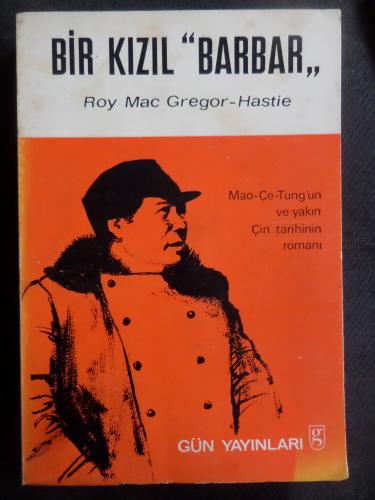 BİR KIZIL “BARBAR„
Roy Mac Gregor-Hastie
Mao-Çe-Tung'un
ve yakın
Çin tarihinin
romanı
GÜN YAYINLARI g